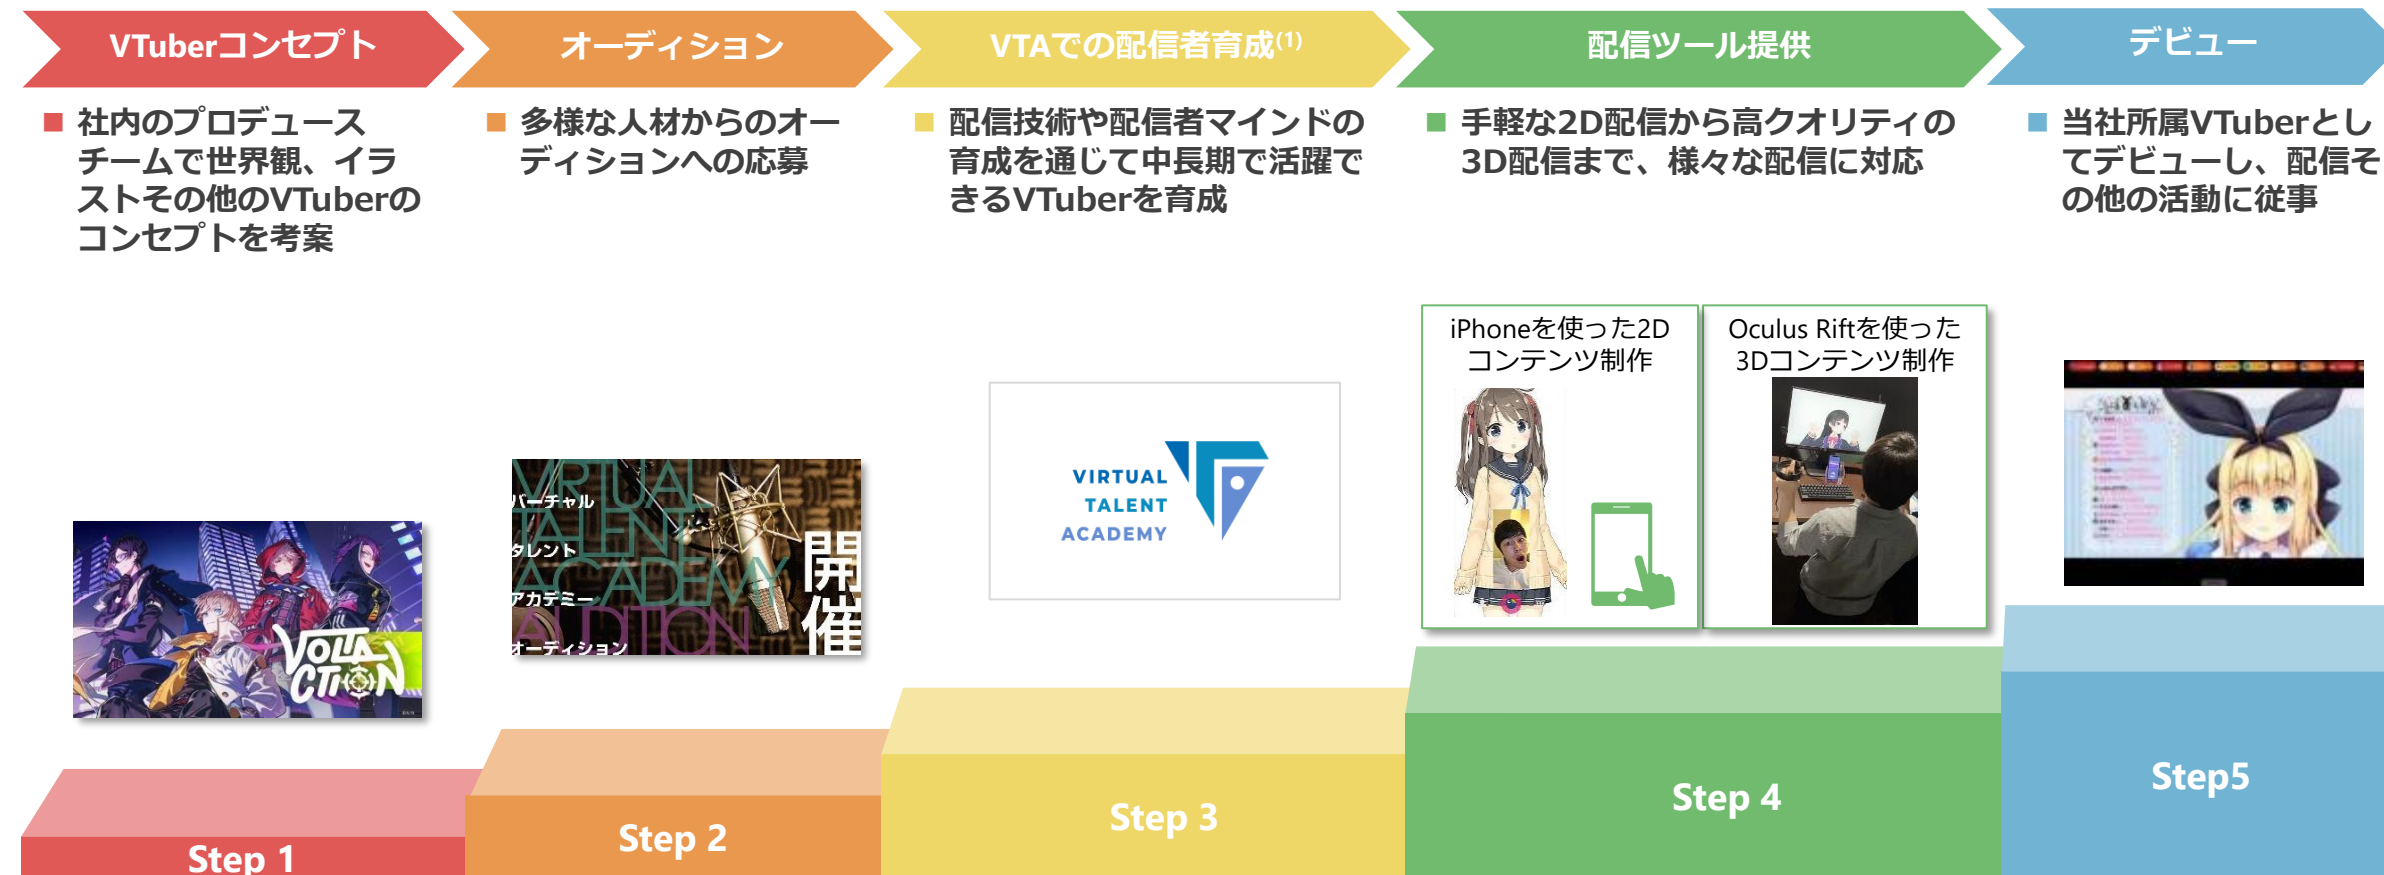 VTuberコンセプト
オーディション
VTAでの配信者育成(1)
配信ツール提供
デビュー
社内のプロデュース
チームで世界観、イラ
ストその他のVTuberの
コンセプトを考案
多様な人材からのオー
ディションへの応募
配信技術や配信者マインドの
育成を通じて中長期で活躍で
きるVTuberを育成
手軽な2D配信から高クオリティの
3D配信まで、様々な配信に対応
当社所属VTuberとし
てデビューし、配信そ
の他の活動に従事
VOLTACTION
VIRTUAL
TALENT
ACADEMY
AUDITION
バーチャル
タレント
アカデミー
オーディション
開催
VIRTUAL
TALENT
ACADEMY
iPhoneを使った2D
コンテンツ制作
Oculus Riftを使った
3Dコンテンツ制作
Step 1
Step 2
Step 3
Step 4
Step5